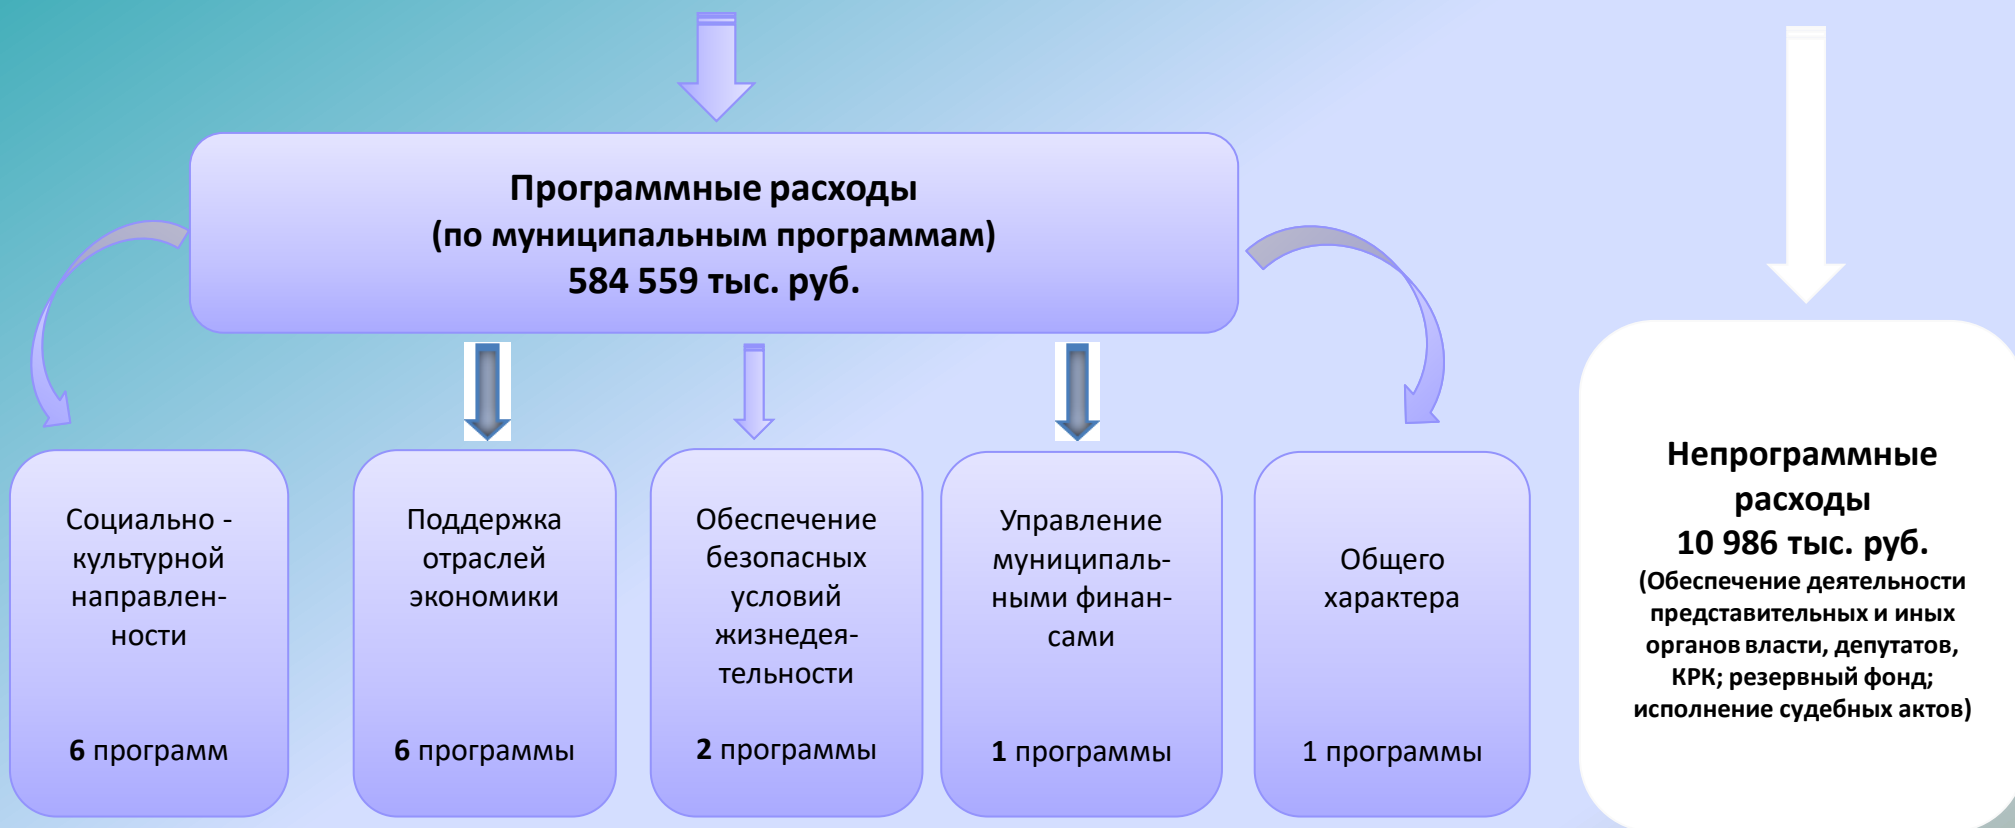 Программные расходы
(по муниципальным программам)
584 559 тыс. руб.
Социально -
культурной
направлен-
ности
6 программ
Поддержка
отраслей
экономики
6 программы
Обеспечение
безопасных
условий
жизнедея-
тельности
2 программы
Управление
муниципаль-
ными финан-
сами
1 программы
Общего
характера
1 программы
Непрограммные
расходы
10 986 тыс. руб.
(Обеспечение деятельности
представительных и иных
органов власти, депутатов,
КРК; резервный фонд;
исполнение судебных актов)